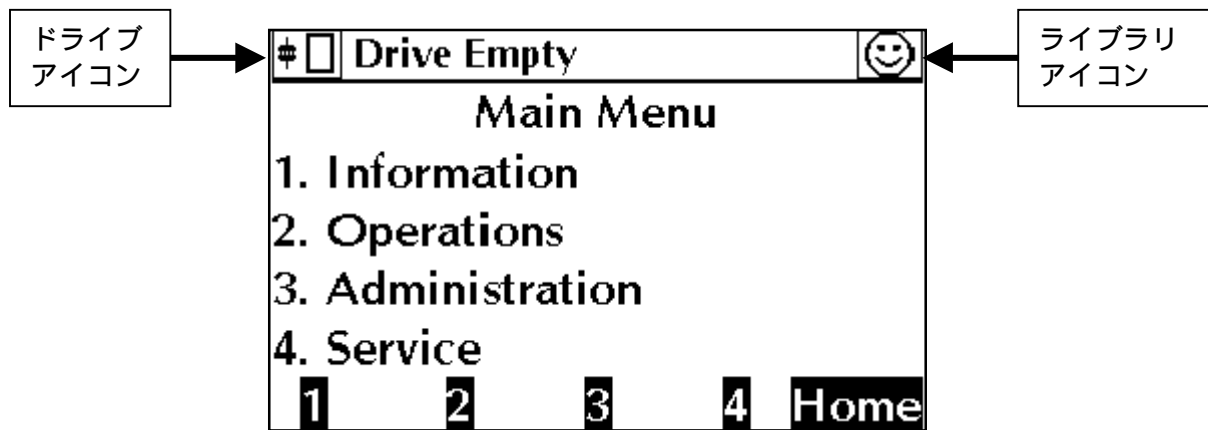 ドライブ
アイコン
Drive Empty
ライブラリ
アイコン
Main Menu
1. Information
2. Operations
3. Administration
4. Service
1 2 3 4 Home